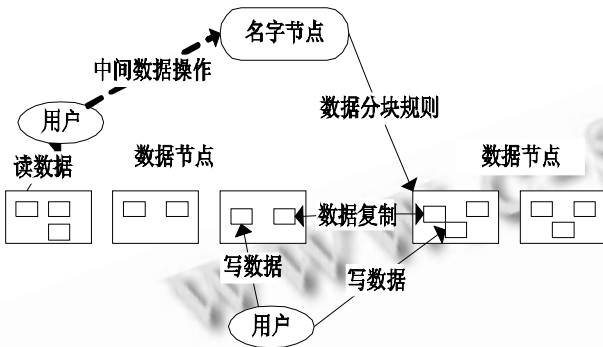 名字节点
中间数据操作
用户
数据分块规则
读数据
数据节点
数据节点
数据复制
写数据
写数据
用户